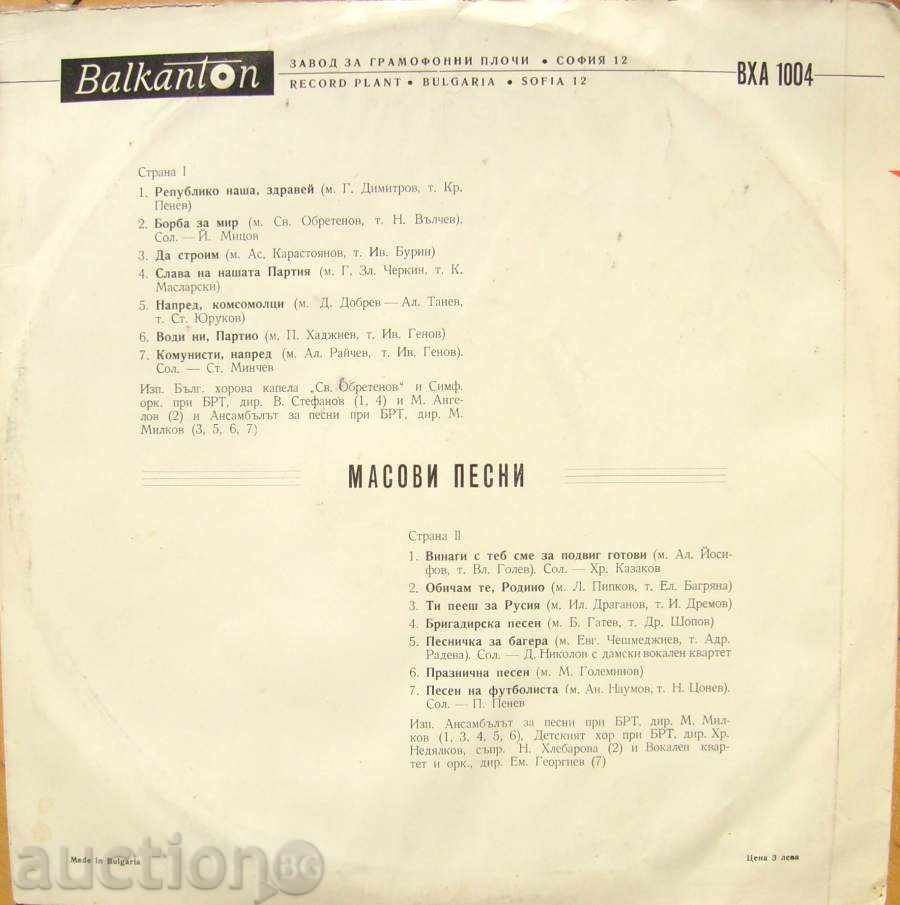 Balkanton
ЗАВОД ЗА ГРАМОФОННИ ПЛОЧИ • СОФИЯ 12
RECORD PLANT • BULGARIA • SOFIA 12
ВХА 1004
Страна I
1. Републико наша, здравей (м. Г. Димитров, т. Кр.
Пенев)
2. Борба за мир (м. Св. Обретенов, т. Н. Вълчев).
Сол. — Й. Мицов
3. Да строим (м. Ас. Карастоянов, т. Ив. Бурин)
4. Слава на нашата Партия (м. Г. Зл. Черкин, т. К.
Масларски)
5. Напред, комсомолци (м. Д. Добрев — Ал. Танев,
т. Ст. Юруков)
6. Води ни, Партио (м. П. Хаджиев, т. Ив. Генов)
7. Комунисти, напред (м. Ал. Райчев, т. Ив. Генов).
Сол. — Ст. Минчев
Изп. Бълг. хорова капела „Св. Обретенов“ и Симф.
орк. при БРТ, дир. В. Стефанов (1, 4) и М. Анге-
лов (2) и Ансамбълът за песни при БРТ, дир. М.
Милков (3, 5, 6, 7)
МАСОВИ ПЕСНИ
Страна II
1. Винаги с теб сме за подвиг готови (м. Ал. Йоси-
фов, т. Вл. Голев). Сол. — Хр. Казаков
2. Обичам те, Родино (м. Л. Пипков, т. Ел. Багряна)
3. Ти пееш за Русия (м. Ил. Драганов, т. И. Дремов)
4. Бригадирска песен (м. Б. Гатев, т. Др. Шопов)
5. Песничка за багера (м. Евг. Чешмеджиев, т. Адр.
Радева). Сол. — Д. Николов с дамски вокален квартет
6. Празнична песен (м. М. Големинов)
7. Песен на футболиста (м. Ан. Наумов, т. Н. Цонев).
Сол. — П. Пенев
Изп. Ансамбълът за песни при БРТ, дир. М. Мил-
ков (1, 3, 4, 5, 6), Детският хор при БРТ, дир. Хр.
Недялков, съпр. Н. Хлебарова (2) и Вокален квар-
тет и орк., дир. Ем. Георгиев (7)
Made in Bulgaria
Цена 3 лева
auction BG